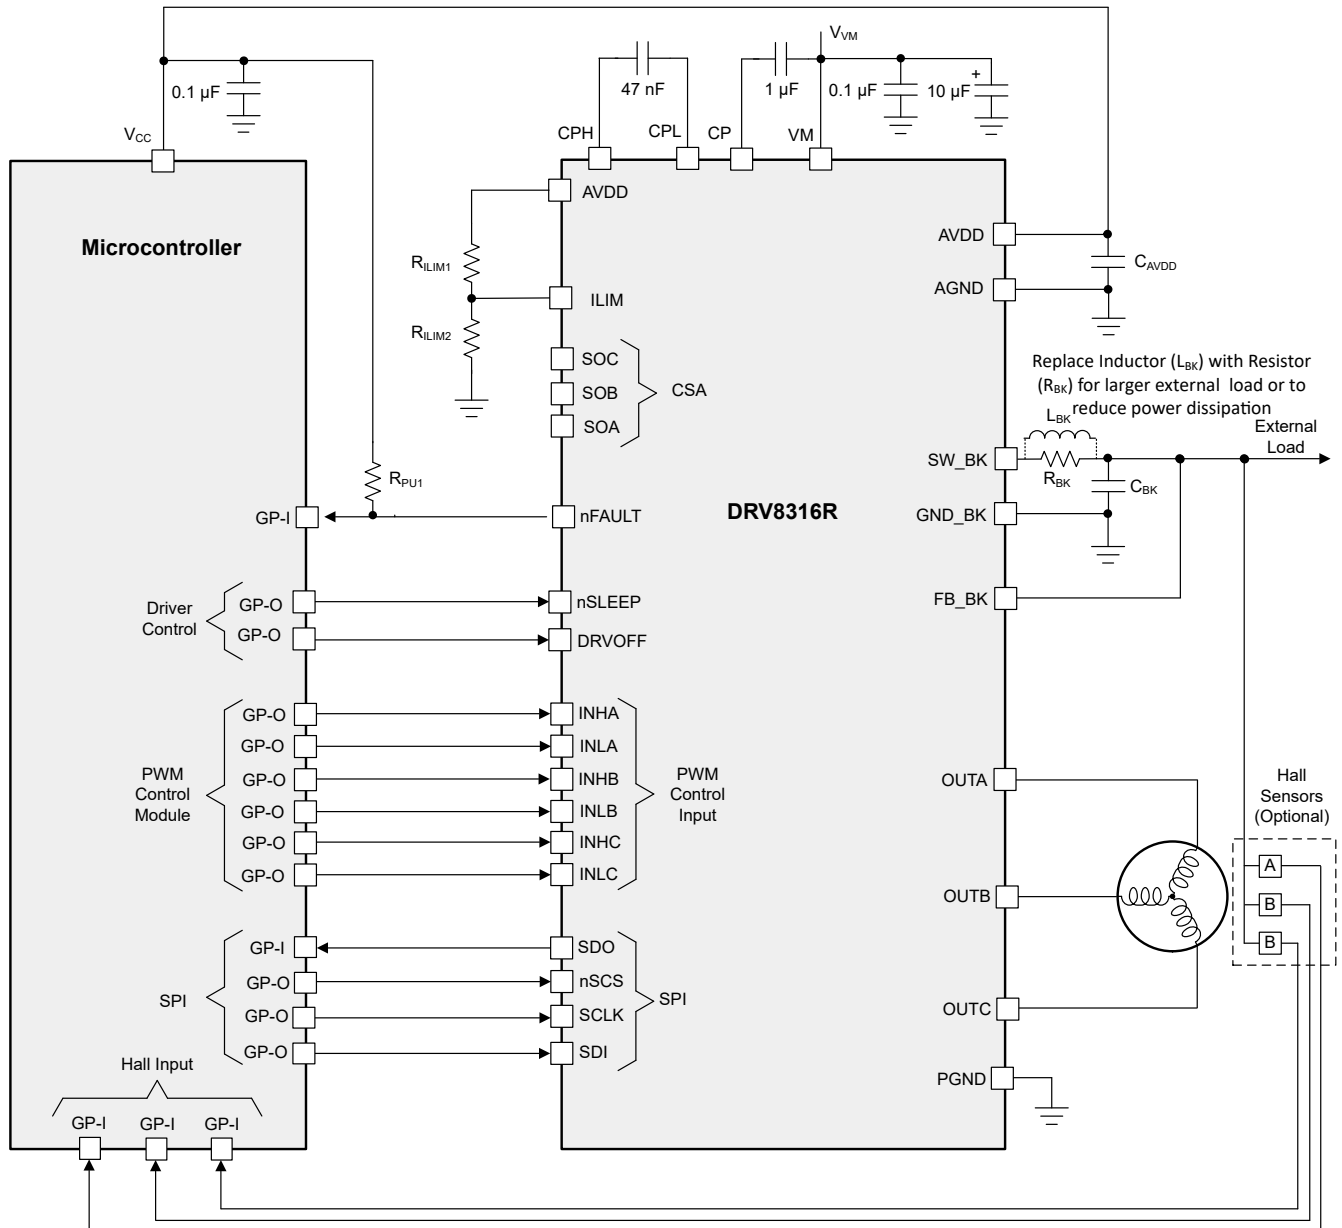 V_VM
0.1 µF
47 nF
1 µF
0.1 µF
+
10 µF
V_CC
CPH
CPL
CP
VM
Microcontroller
AVDD
R_ILIM1
ILIM
R_ILIM2
SOC
SOB
SOA
CSA
AVDD
C_AVDD
AGND
Replace Inductor (L_BK) with Resistor
(R_BK) for larger external load or to
reduce power dissipation
L_BK
External
Load
SW_BK
R_BK
C_BK
R_PU1
GP-I
nFAULT
DRV8316R
GND_BK
FB_BK
Driver
Control
GP-O
GP-O
nSLEEP
DRVOFF
PWM
Control
Module
GP-O
GP-O
GP-O
GP-O
GP-O
GP-O
INHA
INLA
INHB
INLB
INHC
INLC
PWM
Control
Input
OUTA
OUTB
OUTC
Hall
Sensors
(Optional)
A
B
B
SPI
GP-I
GP-O
GP-O
GP-O
SDO
nSCS
SCLK
SDI
SPI
PGND
Hall Input
GP-I
GP-I
GP-I